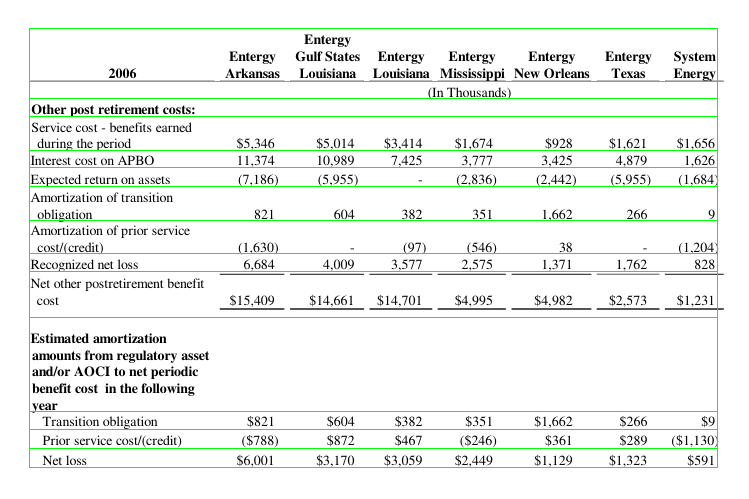 Entergy
Entergy Gulf States Entergy Entergy Entergy Entergy System
2006 Arkansas Louisiana Louisiana Mississippi New Orleans Texas Energy
(In Thousands)
Other post retirement costs:
Service cost - benefits earned
during the period $5,346 $5,014 $3,414 $1,674 $928 $1,621 $1,656
Interest cost on APBO 11,374 10,989 7,425 3,777 3,425 4,879 1,626
Expected return on assets (7,186) (5,955) - (2,836) (2,442) (5,955) (1,684)
Amortization of transition
obligation 821 604 382 351 1,662 266 9
Amortization of prior service
cost/(credit) (1,630) - (97) (546) 38 - (1,204)
Recognized net loss 6,684 4,009 3,577 2,575 1,371 1,762 828
Net other postretirement benefit
cost $15,409 $14,661 $14,701 $4,995 $4,982 $2,573 $1,231
Estimated amortization
amounts from regulatory asset
and/or AOCI to net periodic
benefit cost in the following
year
Transition obligation $821 $604 $382 $351 $1,662 $266 $9
Prior service cost/(credit) ($788) $872 $467 ($246) $361 $289 ($1,130)
Net loss $6,001 $3,170 $3,059 $2,449 $1,129 $1,323 $591